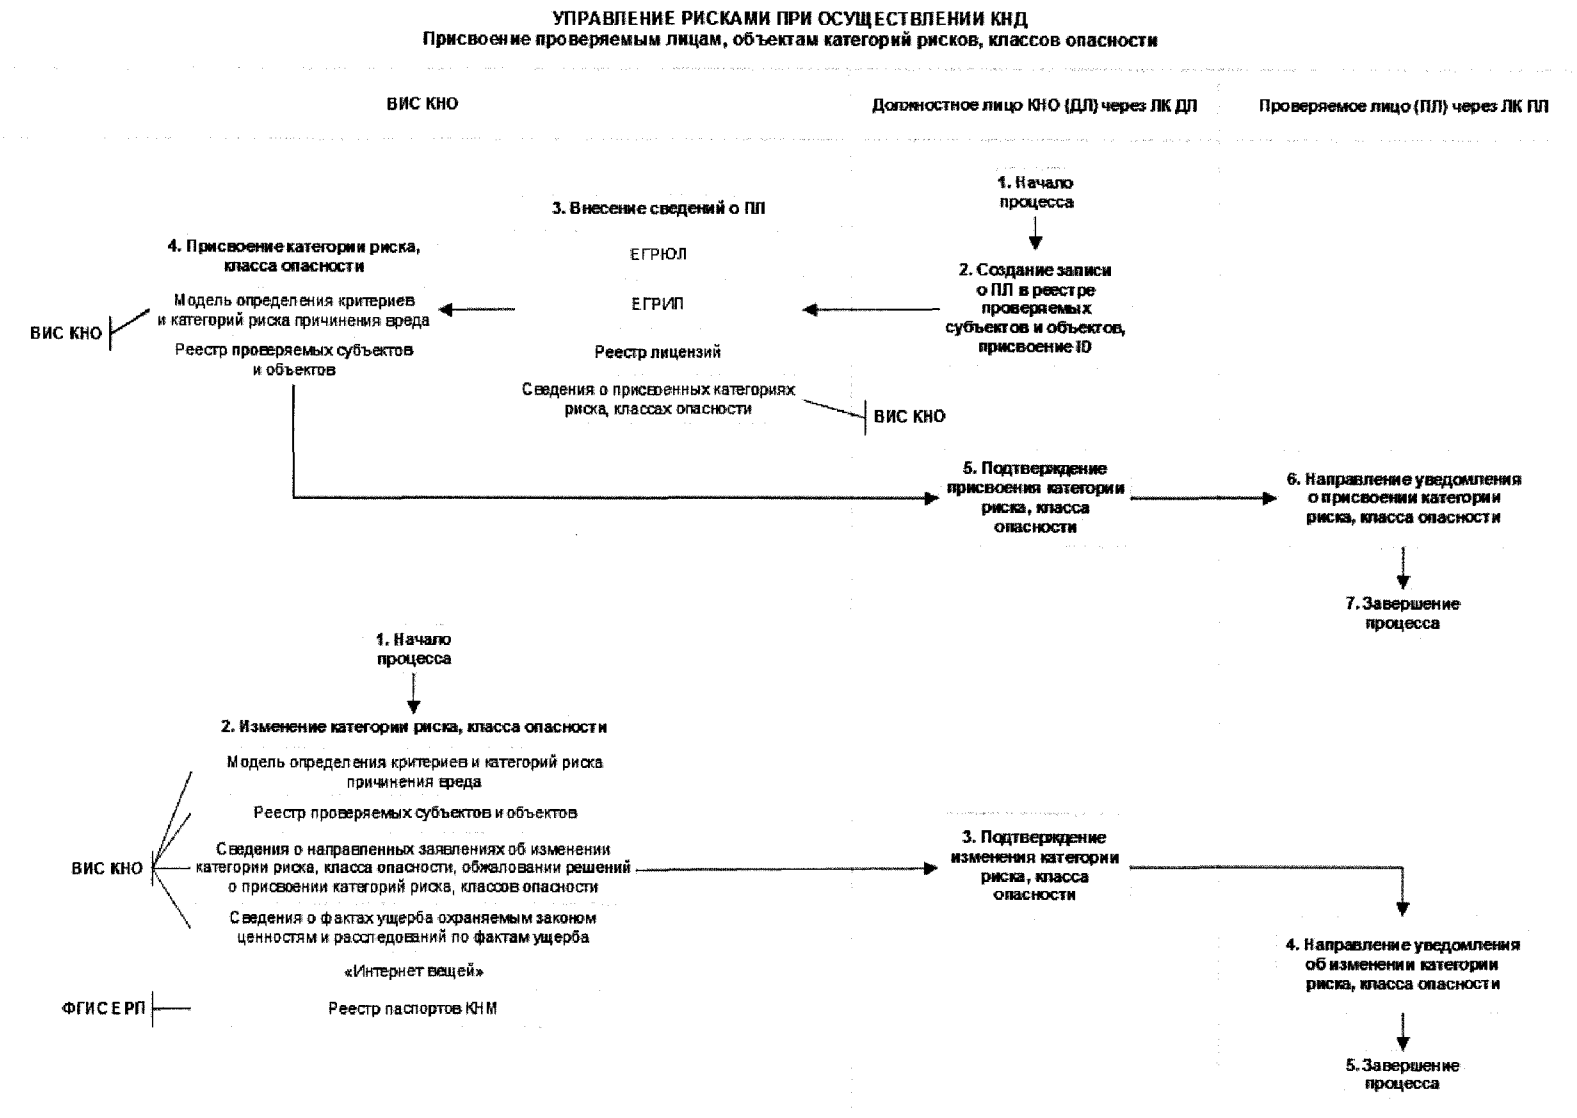 УПРАВЛЕНИЕ РИСКАМИ ПРИ ОСУЩЕСТВЛЕНИИ КНД
Присвоение проверяемым лицам, объектам категорий рисков, классов опасности
ВИС КНО
Должностное лицо КНО (ДЛ) через ЛК ДЛ
Проверяемое лицо (ПЛ) через ЛК ПЛ
1. Начало
процесса
2. Создание записи
о ПЛ в реестре
проверяемых
субъектов и объектов,
присвоение ID
3. Внесение сведений о ПЛ
ЕГРЮЛ
ЕГРИП
Реестр лицензий
Сведения о присвоенных категориях
риска, классах опасности
ВИС КНО
4. Присвоение категории риска,
класса опасности
Модель определения критериев
и категорий риска причинения вреда
Реестр проверяемых субъектов
и объектов
ВИС КНО
5. Подтверждение
присвоения категории
риска, класса
опасности
6. Направление уведомления
о присвоении категории
риска, класса опасности
7. Завершение
процесса
1. Начало
процесса
2. Изменение категории риска, класса опасности
Модель определения критериев и категорий риска
причинения вреда
Реестр проверяемых субъектов и объектов
Сведения о направленных заявлениях об изменении
категории риска, класса опасности, обжаловании решений
о присвоении категорий риска, классов опасности
Сведения о фактах ущерба охраняемым законом
ценностям и расследований по фактам ущерба
«Интернет вещей»
Реестр паспортов КНМ
ВИС КНО
ФГИС ЕРП
3. Подтверждение
изменения категории
риска, класса
опасности
4. Направление уведомления
об изменении категории
риска, класса опасности
5. Завершение
процесса